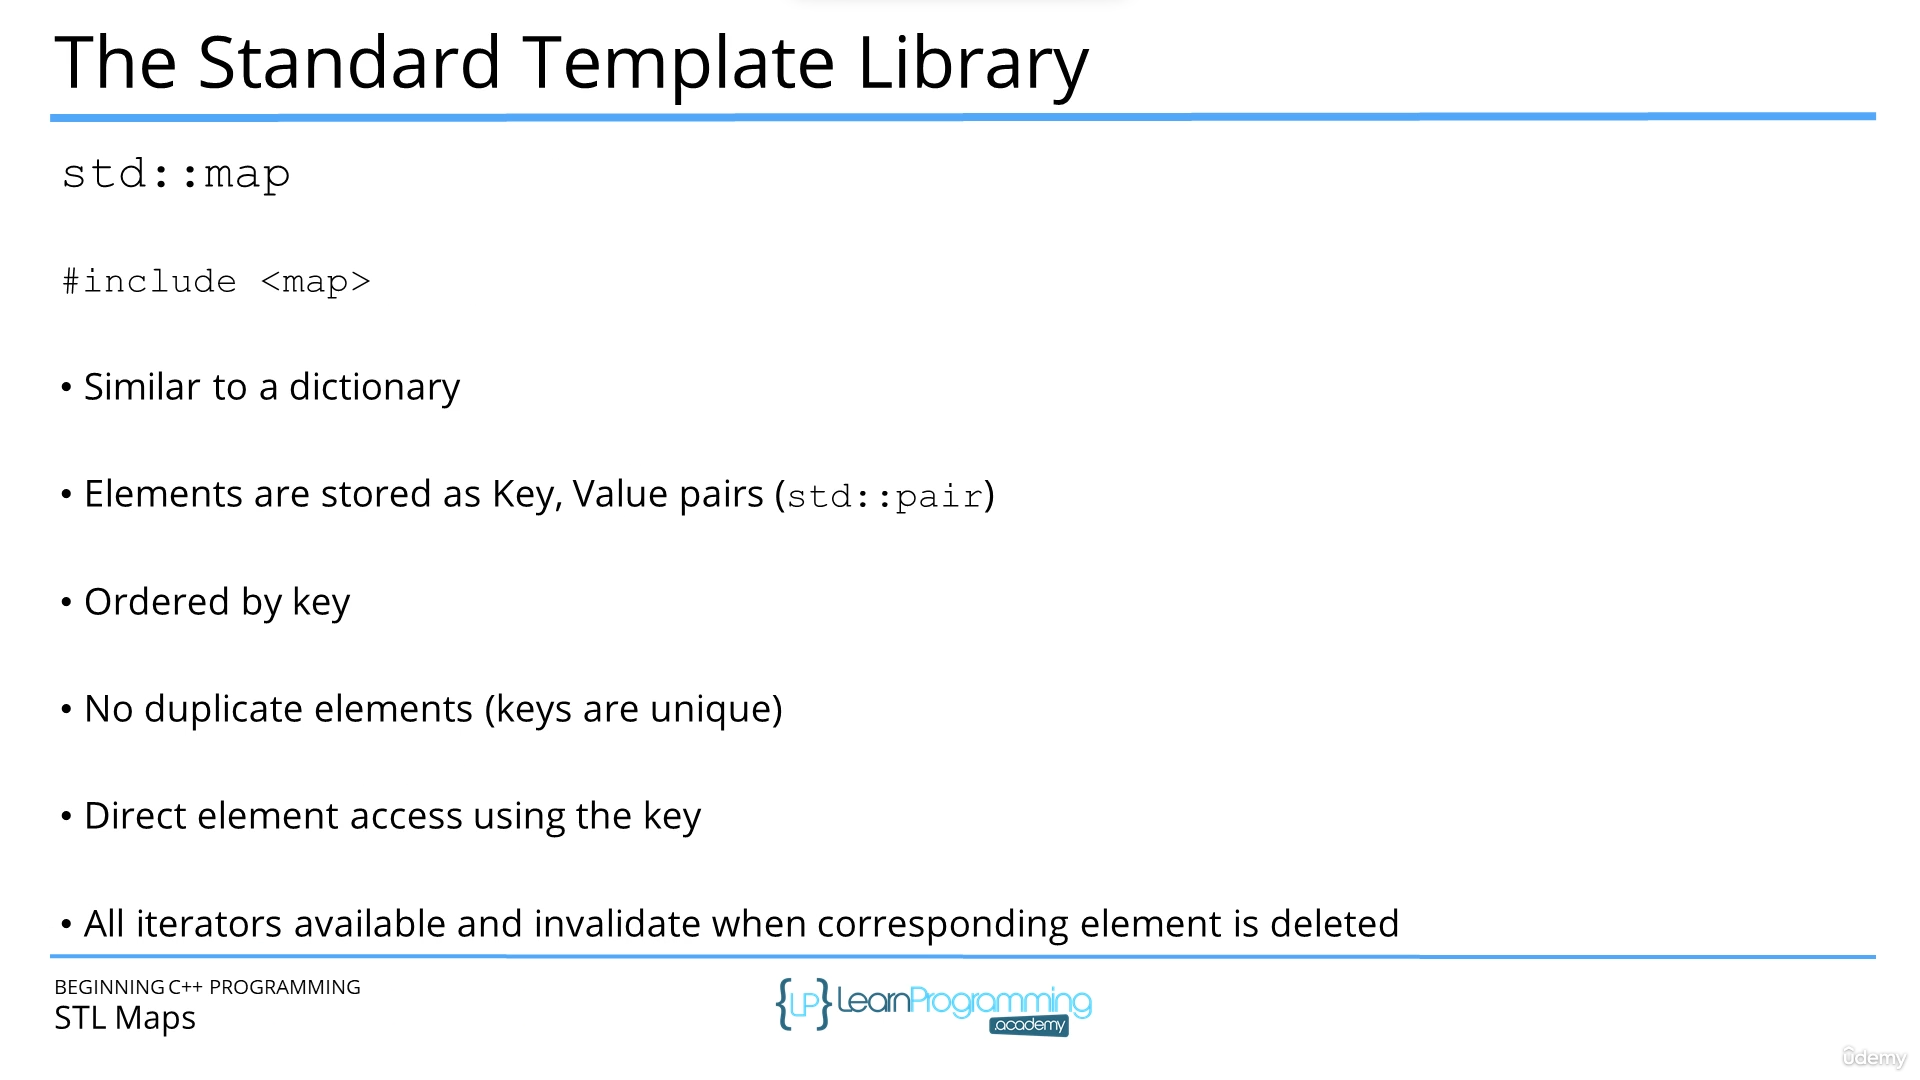 The Standard Template Library
std::map
#include <map>
• Similar to a dictionary
• Elements are stored as Key, Value pairs (std::pair)
• Ordered by key
• No duplicate elements (keys are unique)
• Direct element access using the key
• All iterators available and invalidate when corresponding element is deleted
BEGINNING C++ PROGRAMMING
STL Maps
{LP} LearnProgramming
.academy
ûdemy